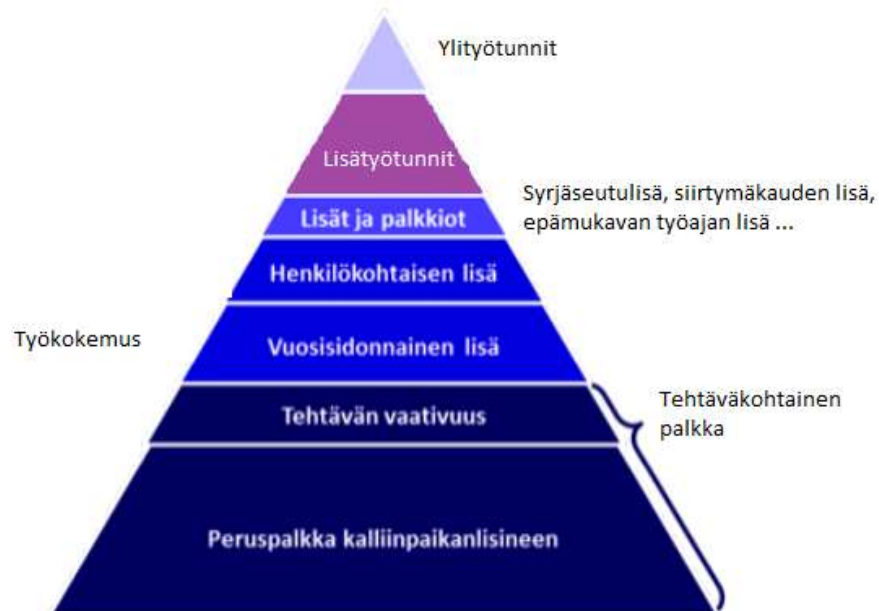 Ylityötunnit
Lisätyötunnit
Syrjäseutulisä, siirtymäkauden lisä,
epämukavan työajan lisä ...
Lisät ja palkkiot
Henkilökohtaisen lisä
Työkokemus
Vuosisidonnainen lisä
Tehtävän vaativuus
Tehtäväkohtainen
palkka
Peruspalkka kalliinpaikanlisineen